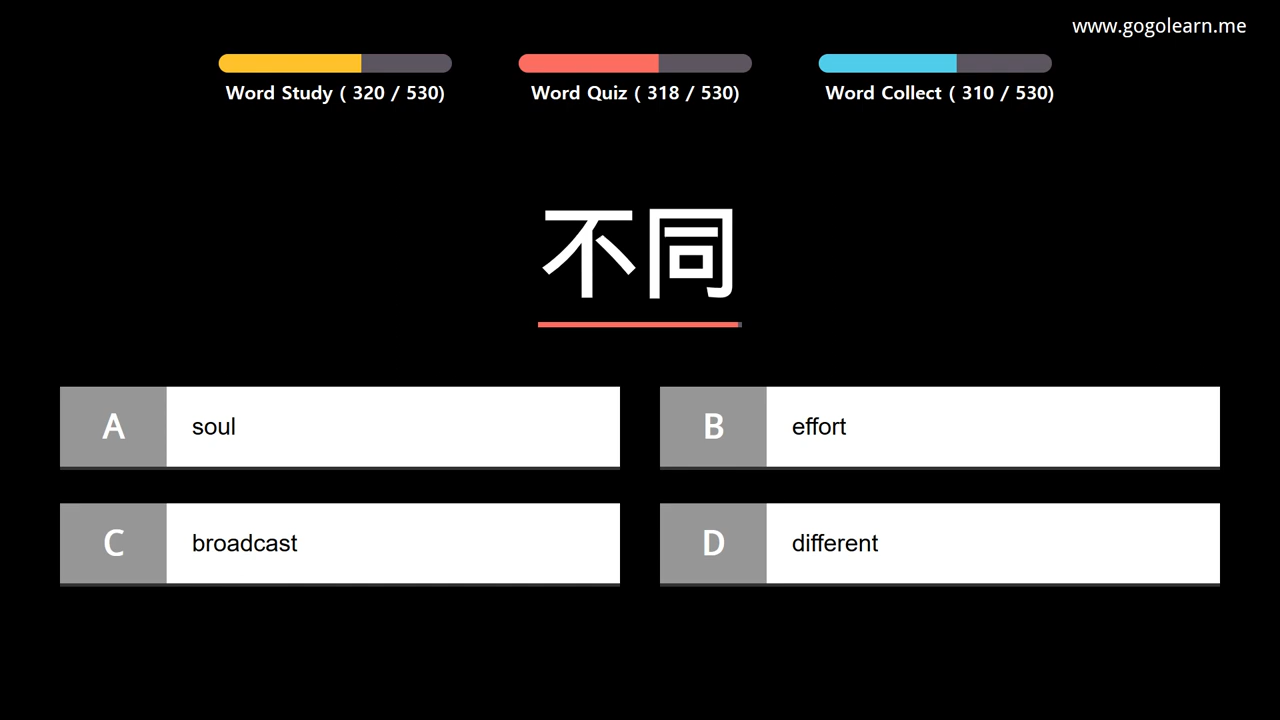 www.gogolearn.me
Word Study ( 320 / 530)
Word Quiz ( 318 / 530)
Word Collect ( 310 / 530)
不同
A soul
B effort
C broadcast
D different